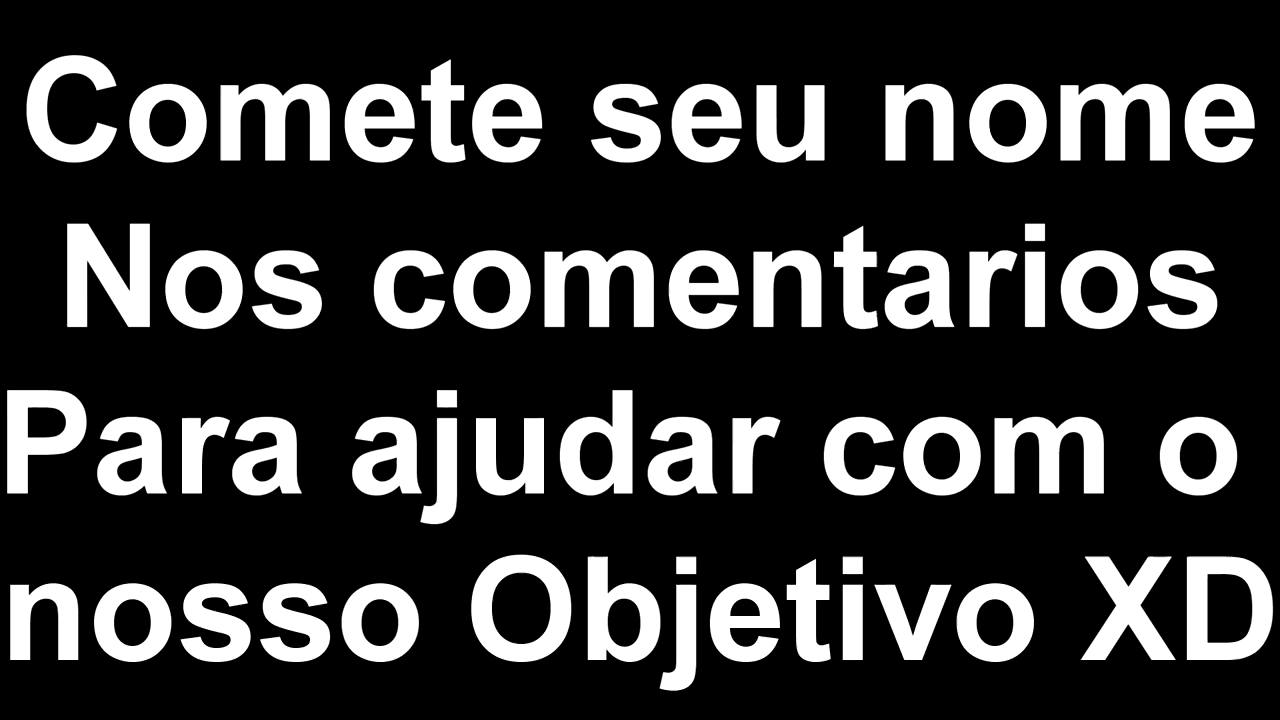 Comete seu nome
Nos comentarios
Para ajudar com o
nosso Objetivo XD